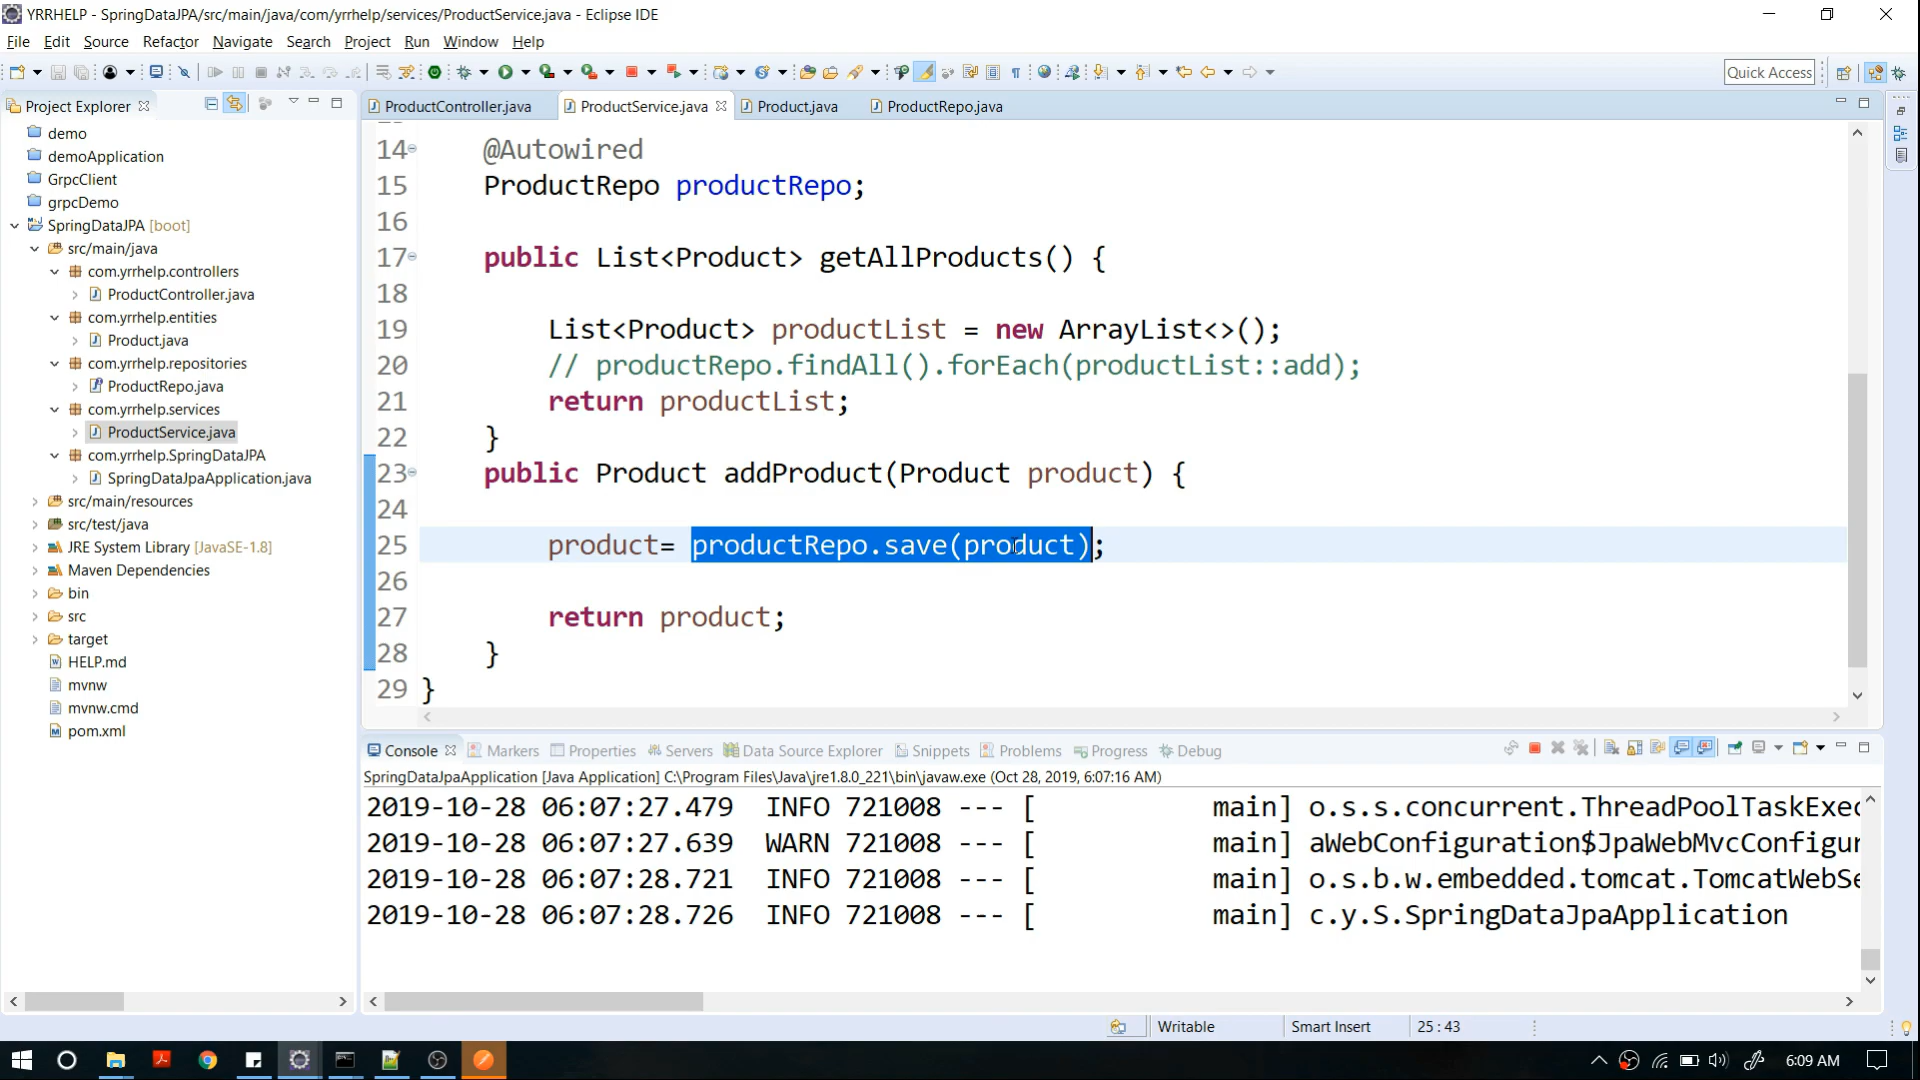 YRRHELP - SpringDataJPA/src/main/java/com/yrrhelp/services/ProductService.java - Eclipse IDE
File Edit Source Refactor Navigate Search Project Run Window Help
Quick Access
Project Explorer
demo
demoApplication
GrpcClient
grpcDemo
SpringDataJPA [boot]
src/main/java
com.yrrhelp.controllers
ProductController.java
com.yrrhelp.entities
Product.java
com.yrrhelp.repositories
ProductRepo.java
com.yrrhelp.services
ProductService.java
com.yrrhelp.SpringDataJPA
SpringDataJpaApplication.java
src/main/resources
src/test/java
JRE System Library [JavaSE-1.8]
Maven Dependencies
bin
src
target
HELP.md
mvnw
mvnw.cmd
pom.xml
ProductController.java ProductService.java Product.java ProductRepo.java
14 @Autowired
15 ProductRepo productRepo;
16
17 public List<Product> getAllProducts() {
18
19 List<Product> productList = new ArrayList<>();
20 // productRepo.findAll().forEach(productList::add);
21 return productList;
22 }
23 public Product addProduct(Product product) {
24
25 product= productRepo.save(product);
26
27 return product;
28 }
29 }
Console Markers Properties Servers Data Source Explorer Snippets Problems Progress Debug
SpringDataJpaApplication [Java Application] C:\Program Files\Java\jre1.8.0_221\bin\javaw.exe (Oct 28, 2019, 6:07:16 AM)
2019-10-28 06:07:27.479 INFO 721008 --- [ main] o.s.s.concurrent.ThreadPoolTaskExec
2019-10-28 06:07:27.639 WARN 721008 --- [ main] aWebConfiguration$JpaWebMvcConfigur
2019-10-28 06:07:28.721 INFO 721008 --- [ main] o.s.b.w.embedded.tomcat.TomcatWebSe
2019-10-28 06:07:28.726 INFO 721008 --- [ main] c.y.S.SpringDataJpaApplication
Writable Smart Insert 25 : 43
6:09 AM